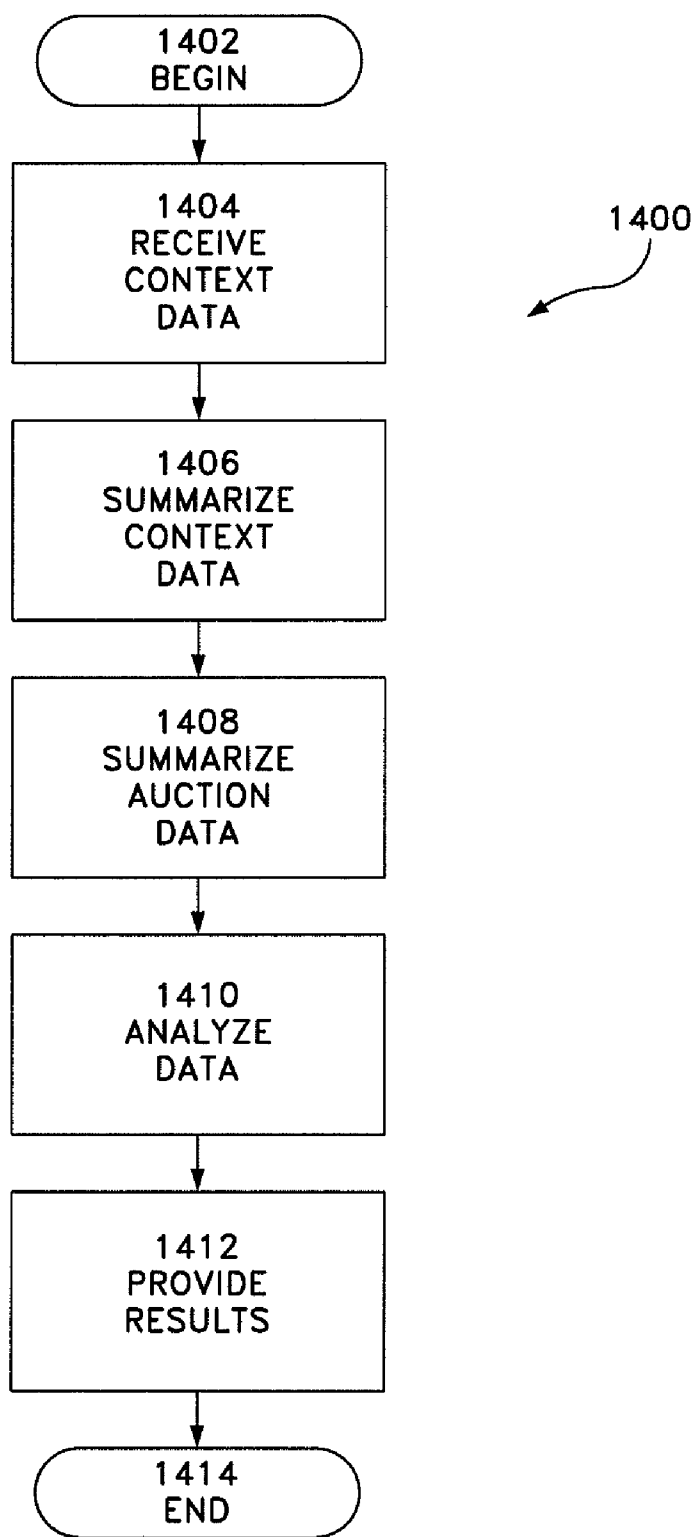 1402
BEGIN
1404
RECEIVE
CONTEXT
DATA
1400
1406
SUMMARIZE
CONTEXT
DATA
1408
SUMMARIZE
AUCTION
DATA
1410
ANALYZE
DATA
1412
PROVIDE
RESULTS
1414
END